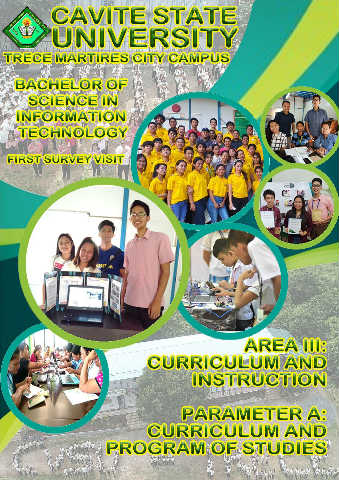 CAVITE STATE
UNIVERSITY
TRECE MARTIRES CITY CAMPUS
BACHELOR OF
SCIENCE IN
INFORMATION
TECHNOLOGY
FIRST SURVEY VISIT
AREA III:
CURRICULUM AND
INSTRUCTION
PARAMETER A:
CURRICULUM AND
PROGRAM OF STUDIES